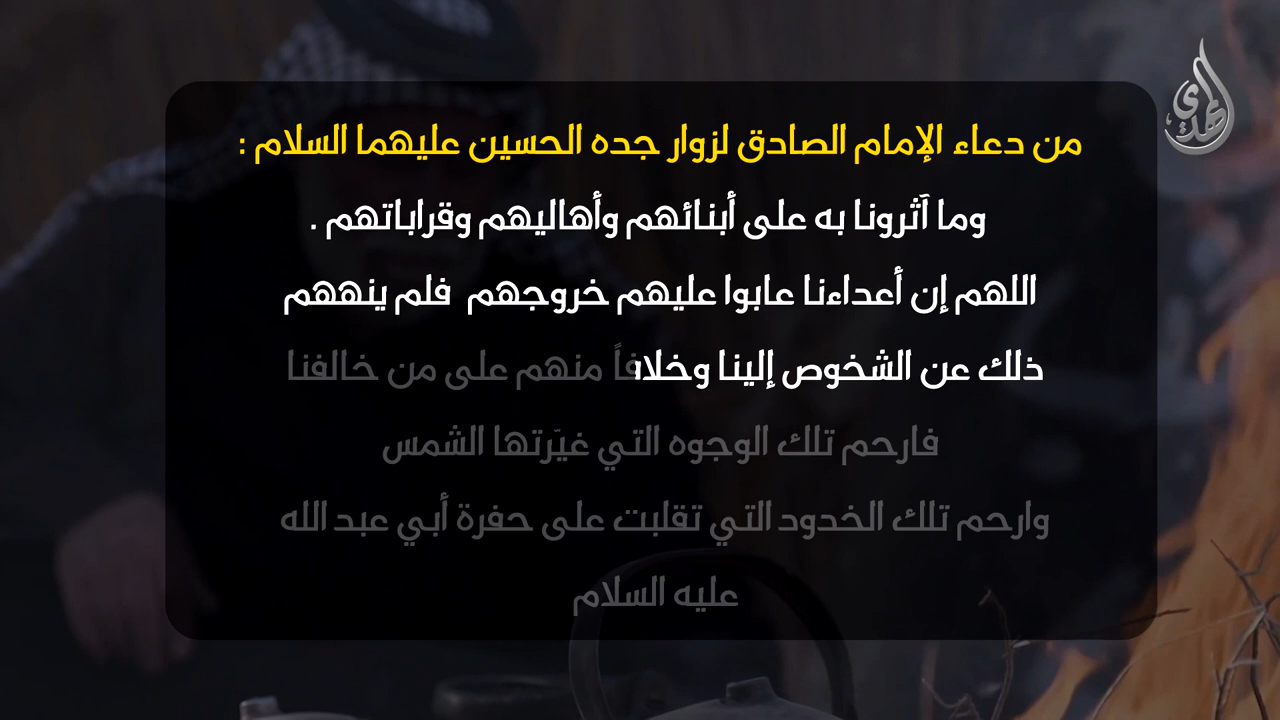 الهدى
من دعاء الإمام الصادق لزوار جده الحسين عليهما السلام :
وما آثرونا به على أبنائهم وأهاليهم وقراباتهم .
اللهم إن أعداءنا عابوا عليهم خروجهم فلم ينههم
ذلك عن الشخوص إلينا وخلافاً منهم على من خالفنا
فارحم تلك الوجوه التي غيّرتها الشمس
وارحم تلك الخدود التي تقلبت على حفرة أبي عبد الله
عليه السلام